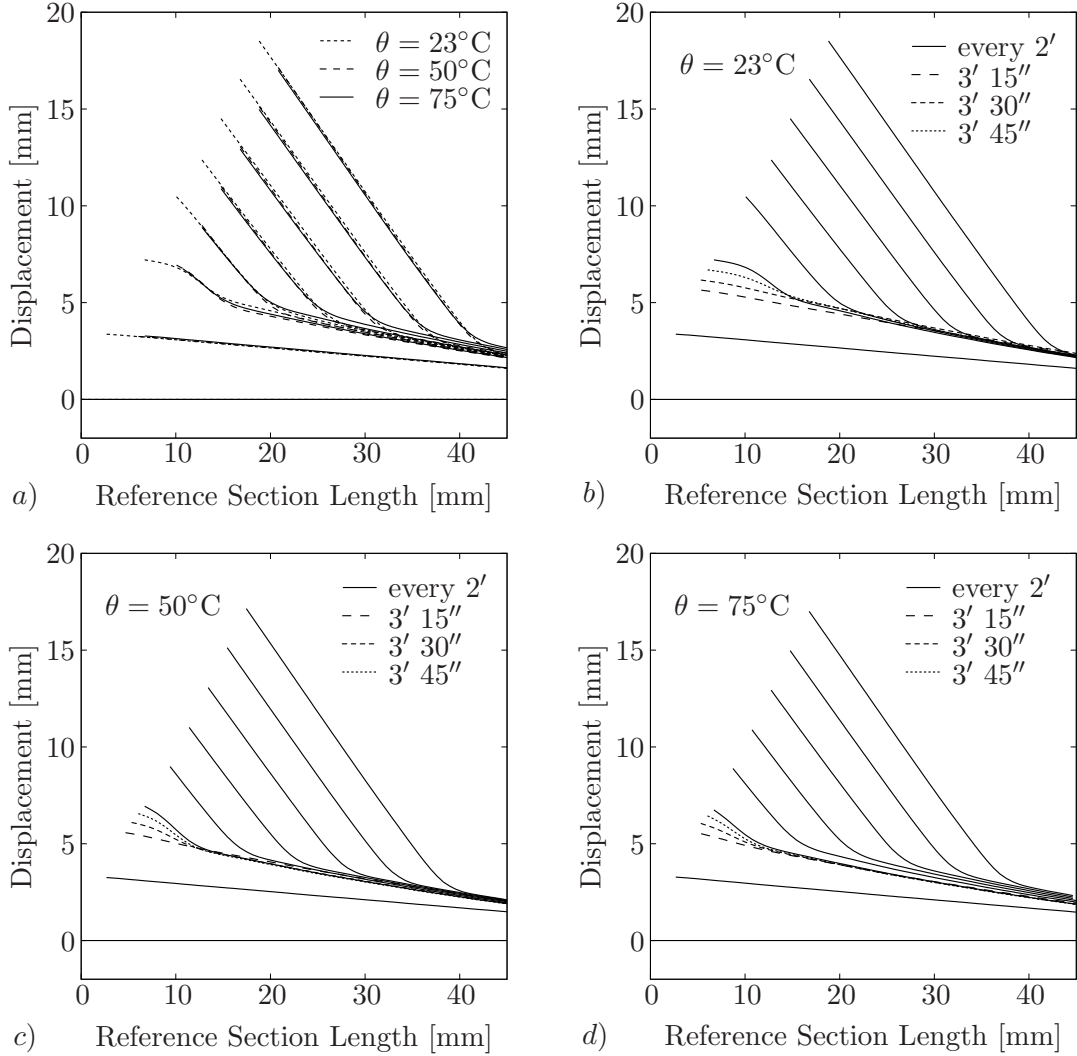 20
15
10
5
0
Displacement [mm]
θ = 23°C
θ = 50°C
θ = 75°C
0 10 20 30 40
a) Reference Section Length [mm]
20
15
10
5
0
Displacement [mm]
θ = 23°C
every 2′
3′ 15′′
3′ 30′′
3′ 45′′
0 10 20 30 40
b) Reference Section Length [mm]
20
15
10
5
0
Displacement [mm]
θ = 50°C
every 2′
3′ 15′′
3′ 30′′
3′ 45′′
0 10 20 30 40
c) Reference Section Length [mm]
20
15
10
5
0
Displacement [mm]
θ = 75°C
every 2′
3′ 15′′
3′ 30′′
3′ 45′′
0 10 20 30 40
d) Reference Section Length [mm]